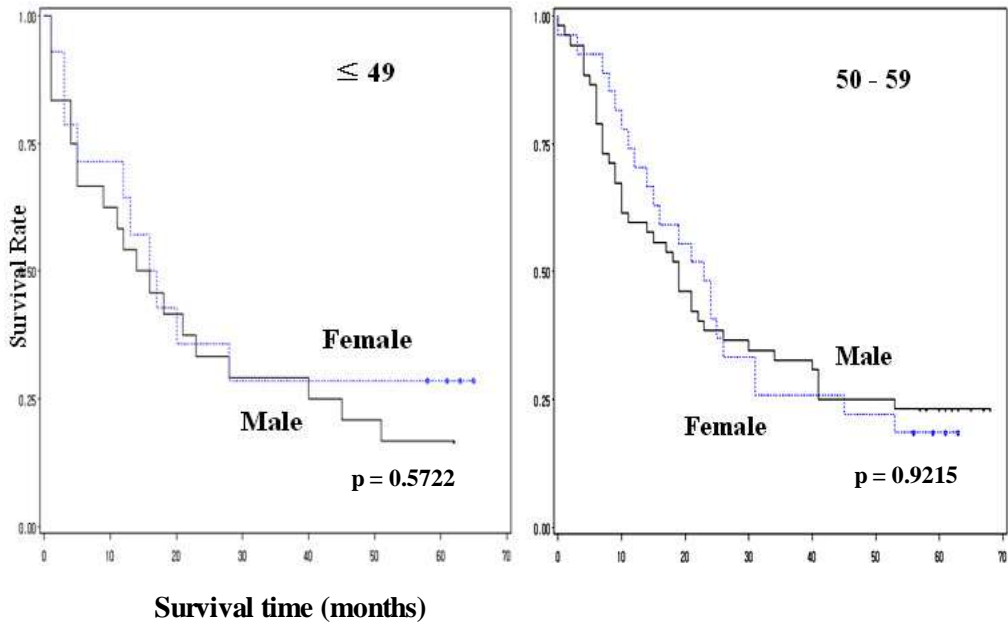 1.00
0.75
0.50
0.25
0.00
Survival Rate
≤ 49
Female
Male
p = 0.5722
0 10 20 30 40 50 60 70
1.00
0.75
0.50
0.25
0.00
50 - 59
Male
Female
p = 0.9215
0 10 20 30 40 50 60 70
Survival time (months)